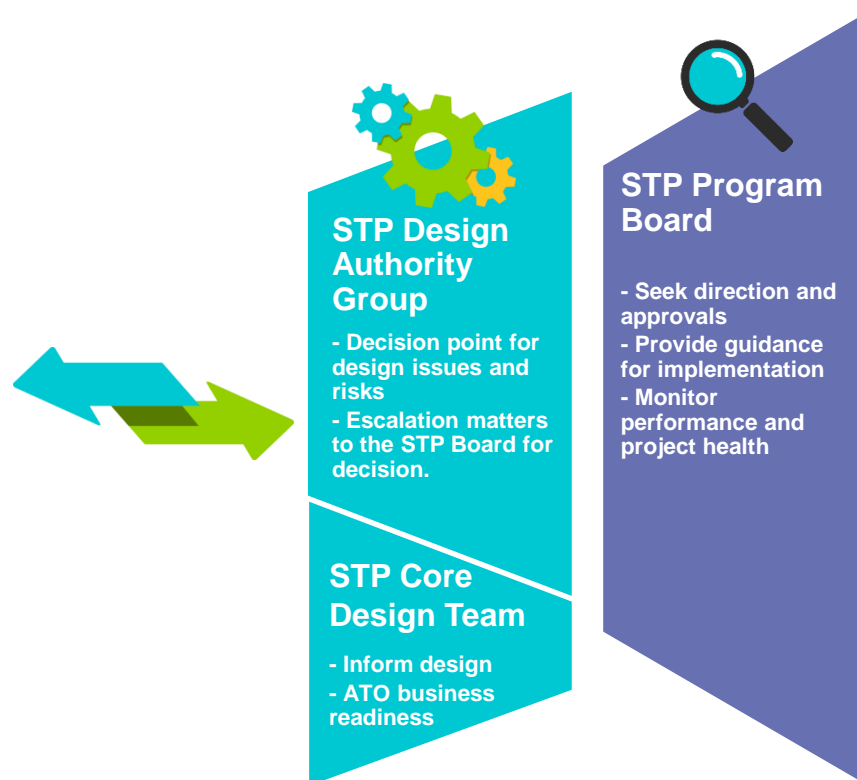 STP Design
Authority
Group
- Decision point for
design issues and
risks
- Escalation matters
to the STP Board for
decision.
STP Core
Design Team
- Inform design
- ATO business
readiness
STP Program
Board
- Seek direction and
approvals
- Provide guidance
for implementation
- Monitor
performance and
project health